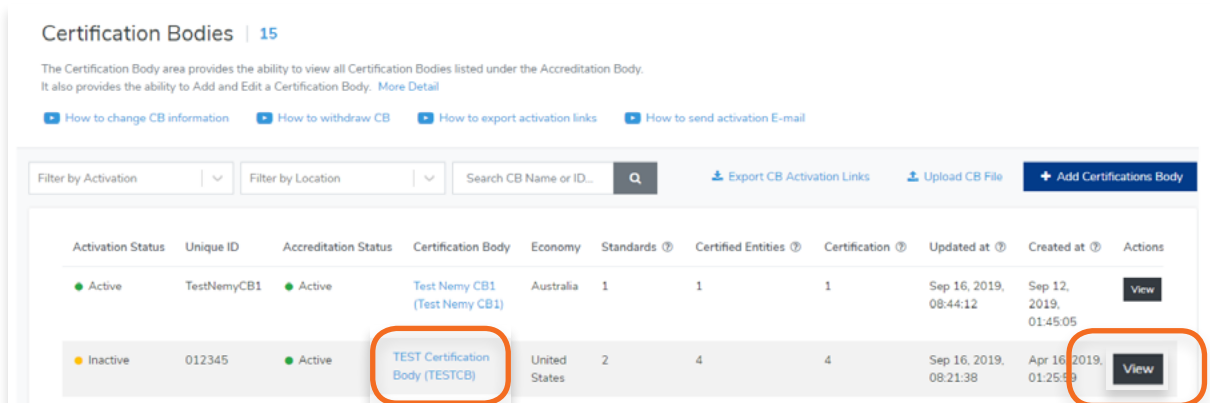 Certification Bodies | 15
The Certification Body area provides the ability to view all Certification Bodies listed under the Accreditation Body.
It also provides the ability to Add and Edit a Certification Body. More Detail
How to change CB information How to withdraw CB How to export activation links How to send activation E-mail
Filter by Activation Filter by Location Search CB Name or ID... Export CB Activation Links Upload CB File + Add Certifications Body
Activation Status Unique ID Accreditation Status Certification Body Economy Standards ? Certified Entities ? Certification ? Updated at ? Created at ? Actions
Active TestNemyCB1 Active Test Nemy CB1 Australia 1 1 1 Sep 16, 2019, Sep 12, View
(Test Nemy CB1) 08:44:12 2019,
01:45:05
Inactive 012345 Active TEST Certification United 2 4 4 Sep 16, 2019, Apr 16, 2019, View
Body (TESTCB) States 08:21:38 01:25:59